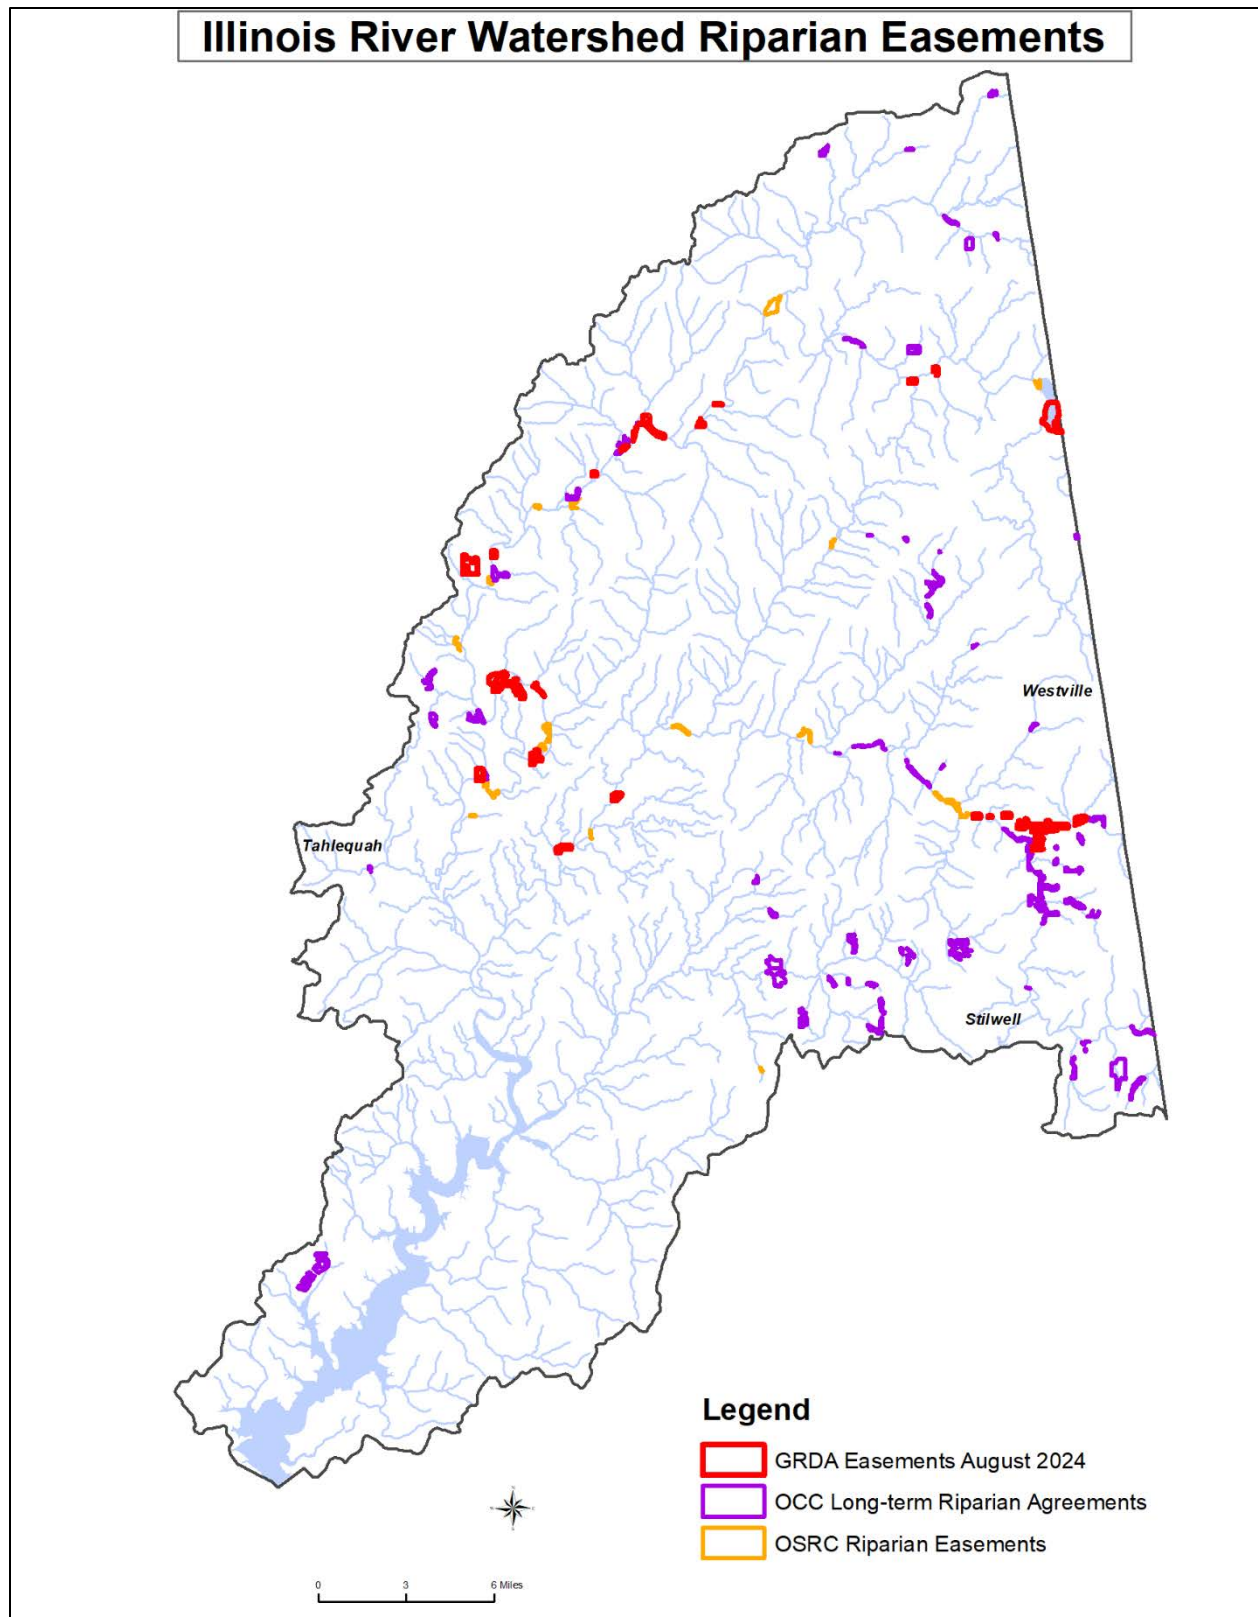 Illinois River Watershed Riparian Easements
Westville
Tahlequah
Stilwell
Legend
GRDA Easements August 2024
OCC Long-term Riparian Agreements
OSRC Riparian Easements
0 3 6 Miles